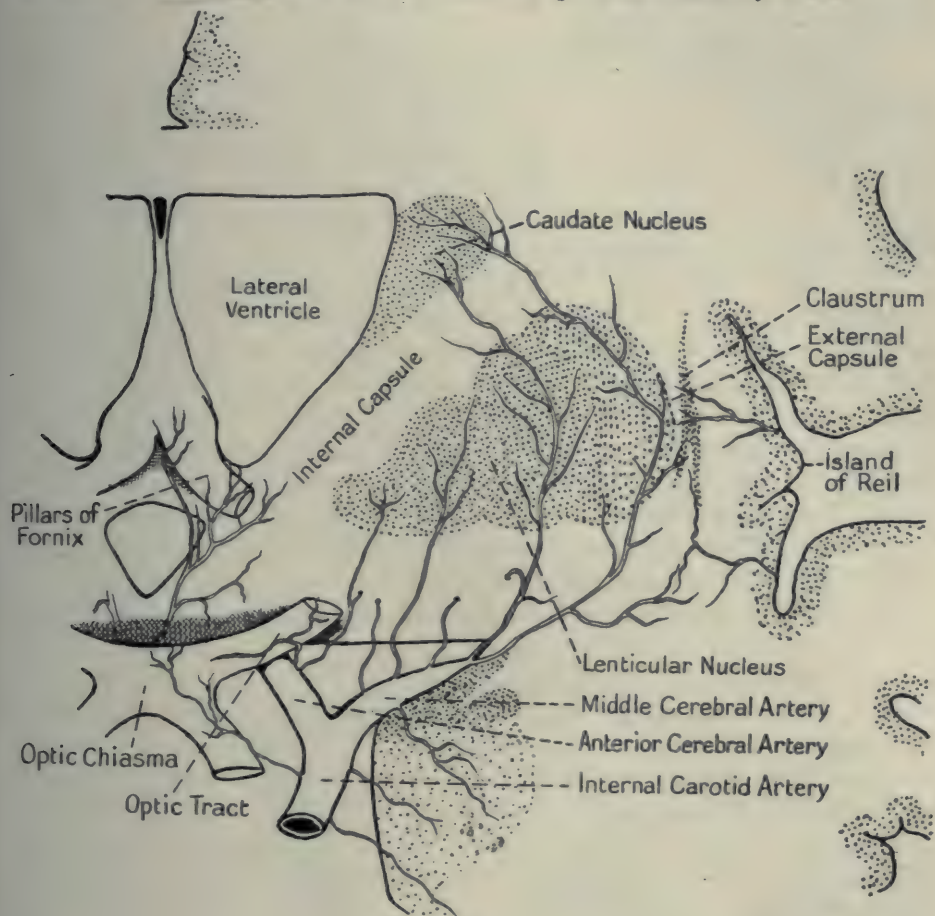 Caudate Nucleus
Lateral
Ventricle
Claustrum
External
Capsule
Internal Capsule
Island
of Reil
Pillars of
Fornix
Lenticular Nucleus
Middle Cerebral Artery
Anterior Cerebral Artery
Optic Chiasma
Internal Carotid Artery
Optic Tract